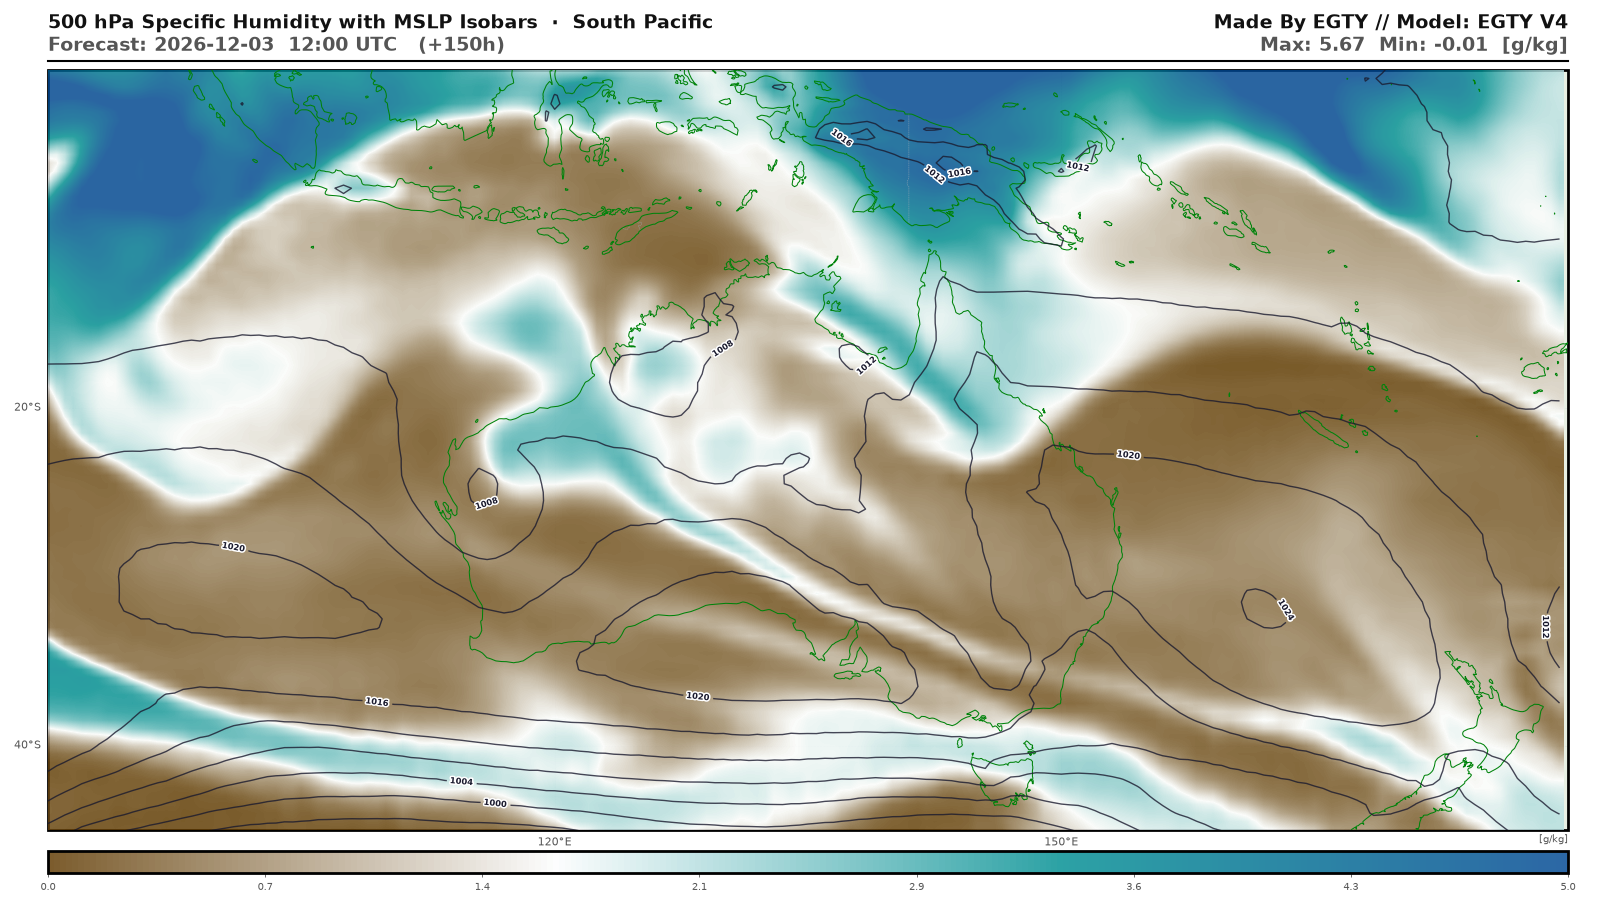 500 hPa Specific Humidity with MSLP Isobars · South Pacific
Made By EGTY // Model: EGTY V4
Forecast: 2026-12-03 12:00 UTC (+150h)
Max: 5.67 Min: -0.01 [g/kg]
1016
1012
1016
1012
1008
1012
20°S
1020
1008
1020
1024
1012
1020
1016
40°S
1004
1000
120°E
150°E
[g/kg]
0.0 0.7 1.4 2.1 2.9 3.6 4.3 5.0